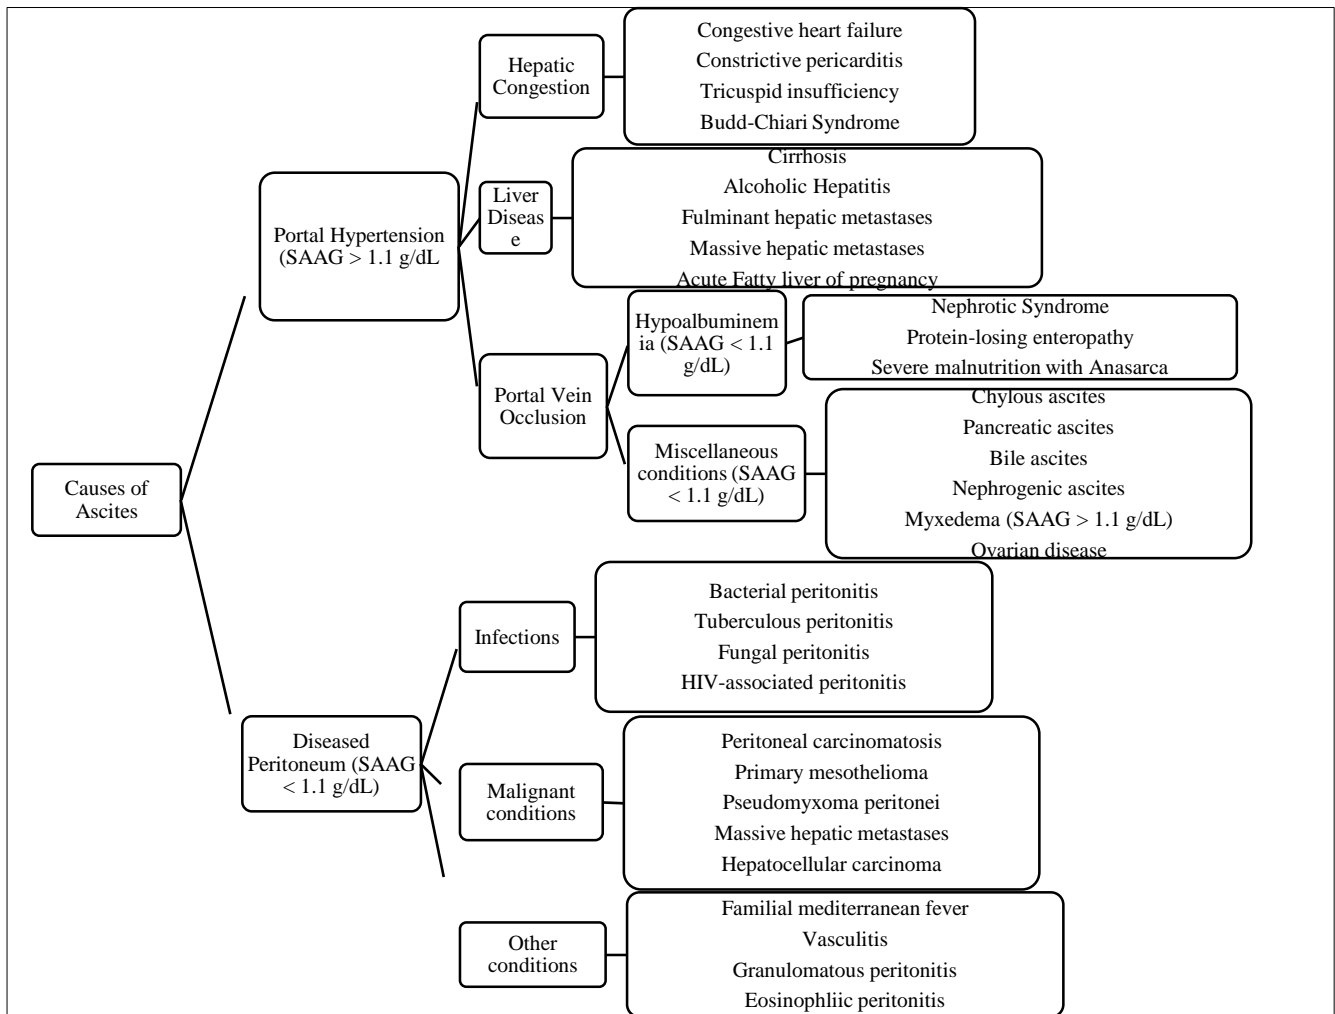 Causes of
Ascites
Portal Hypertension
(SAAG > 1.1 g/dL
Hepatic
Congestion
Congestive heart failure
Constrictive pericarditis
Tricuspid insufficiency
Budd-Chiari Syndrome
Liver
Diseas
e
Cirrhosis
Alcoholic Hepatitis
Fulminant hepatic metastases
Massive hepatic metastases
Acute Fatty liver of pregnancy
Portal Vein
Occlusion
Hypoalbuminem
ia (SAAG < 1.1
g/dL)
Nephrotic Syndrome
Protein-losing enteropathy
Severe malnutrition with Anasarca
Miscellaneous
conditions (SAAG
< 1.1 g/dL)
Chylous ascites
Pancreatic ascites
Bile ascites
Nephrogenic ascites
Myxedema (SAAG > 1.1 g/dL)
Ovarian disease
Diseased
Peritoneum (SAAG
< 1.1 g/dL)
Infections
Bacterial peritonitis
Tuberculous peritonitis
Fungal peritonitis
HIV-associated peritonitis
Malignant
conditions
Peritoneal carcinomatosis
Primary mesothelioma
Pseudomyxoma peritonei
Massive hepatic metastases
Hepatocellular carcinoma
Other
conditions
Familial mediterranean fever
Vasculitis
Granulomatous peritonitis
Eosinophliic peritonitis